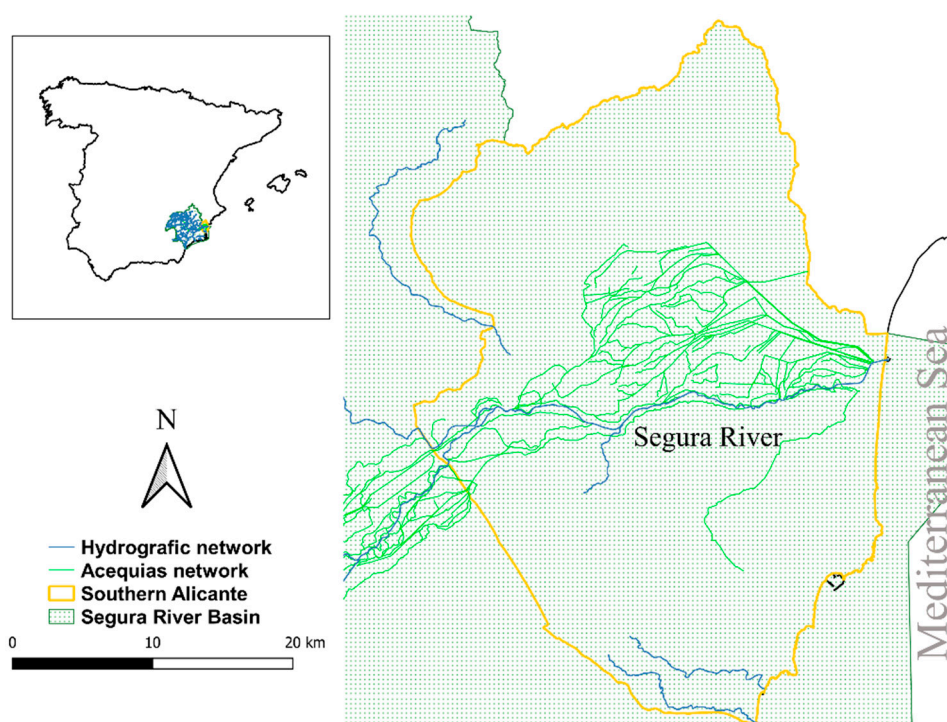 N
Hydrografic network
Acequias network
Southern Alicante
Segura River Basin
0 10 20 km
Segura River
Mediterranean Sea